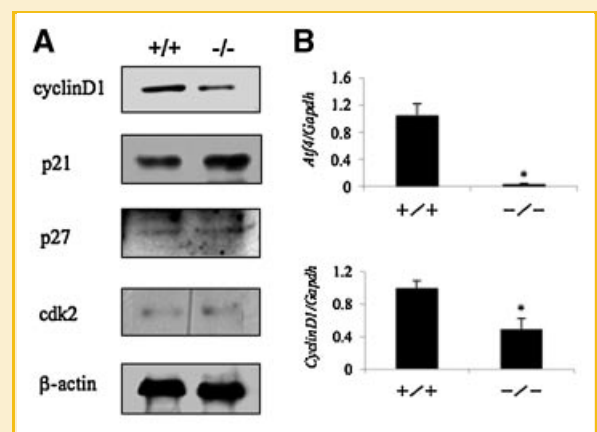 A
+/+ -/-
cyclinD1
p21
p27
cdk2
β-actin
B
1.6
1.2
0.8
0.4
0
Atf4/Gapdh
*
+/+ -/-
1.2
0.8
0.4
0
CyclinD1/Gapdh
*
+/+ -/-